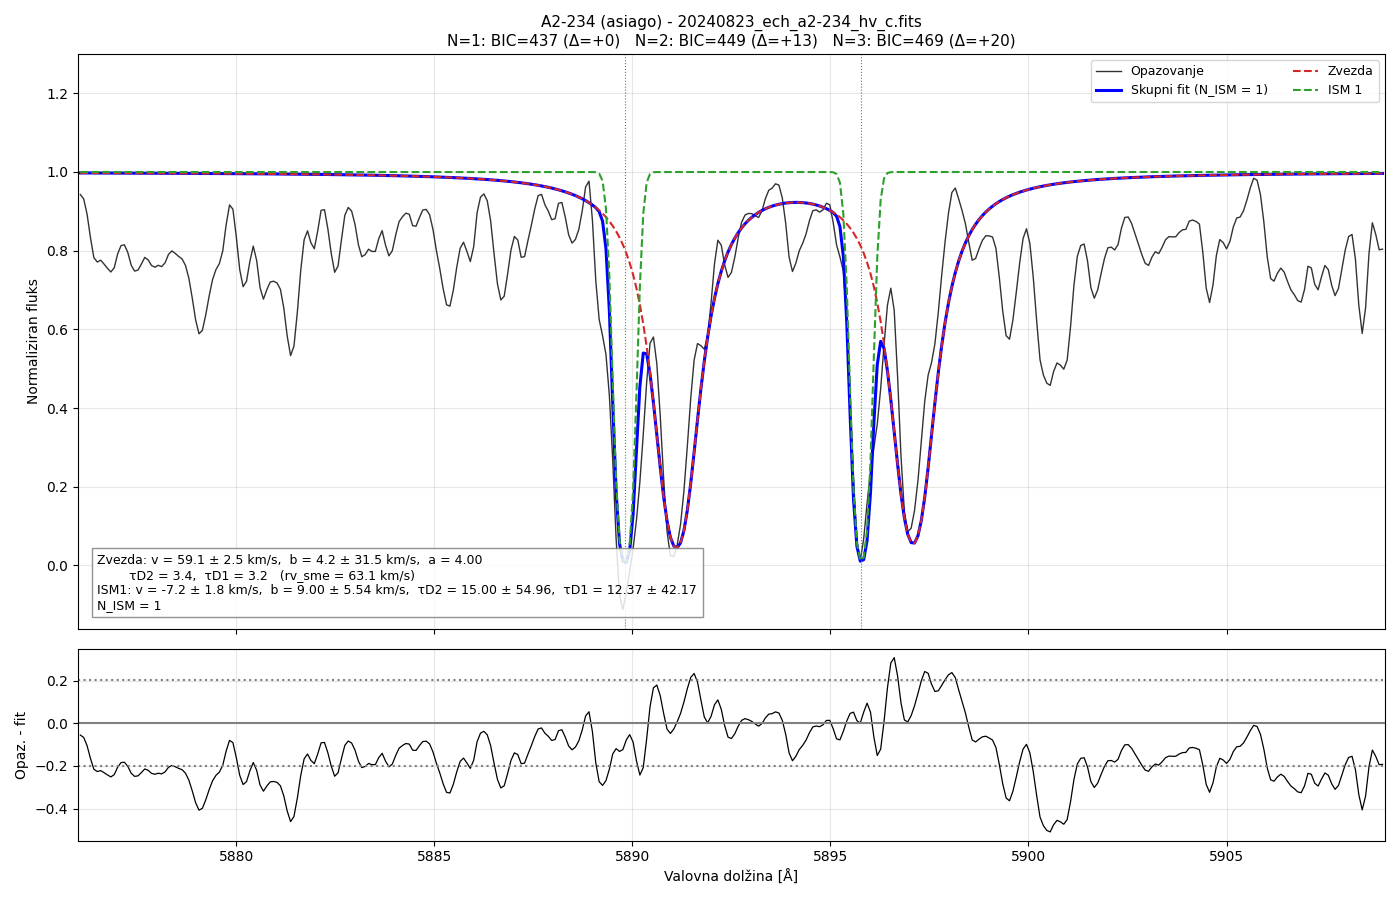 A2-234 (asiago) - 20240823_ech_a2-234_hv_c.fits
N=1: BIC=437 (Δ=+0)   N=2: BIC=449 (Δ=+13)   N=3: BIC=469 (Δ=+20)
Opazovanje
Skupni fit (N_ISM = 1)
Zvezda
ISM 1
Normaliziran fluks
1.2
1.0
0.8
0.6
0.4
0.2
0.0
Zvezda: v = 59.1 ± 2.5 km/s,  b = 4.2 ± 31.5 km/s,  a = 4.00
τD2 = 3.4,  τD1 = 3.2   (rv_sme = 63.1 km/s)
ISM1: v = -7.2 ± 1.8 km/s,  b = 9.00 ± 5.54 km/s,  τD2 = 15.00 ± 54.96,  τD1 = 12.37 ± 42.17
N_ISM = 1
Opaz. - fit
0.2
0.0
−0.2
−0.4
5880 5885 5890 5895 5900 5905
Valovna dolžina [Å]